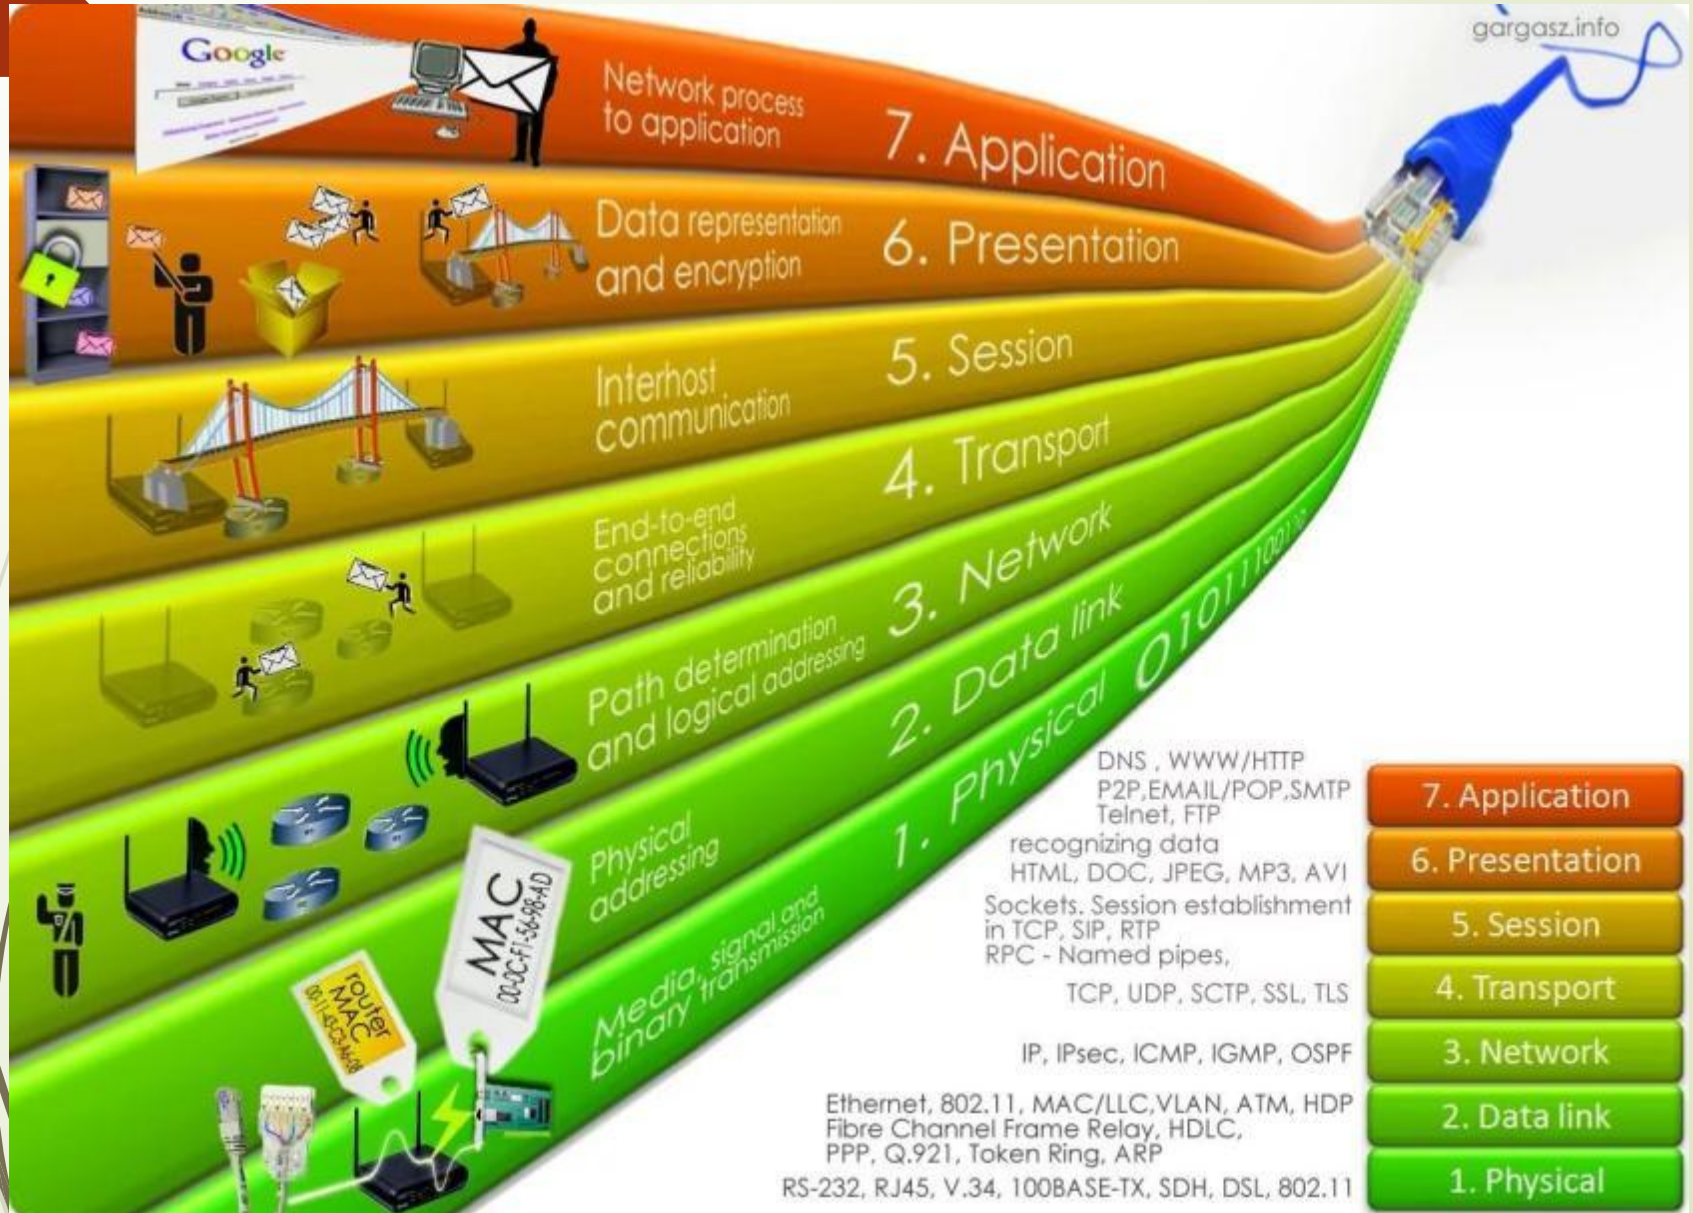 gargasz.info
Google
Network process
to application
7. Application
Data representation
and encryption
6. Presentation
Interhost
communication
5. Session
End-to-end
connections
and reliability
4. Transport
Path determination
and logical addressing
3. Network
Physical
addressing
2. Data link
Media, signal and
binary transmission
1. Physical
MAC
router
MAC
DNS , WWW/HTTP
P2P,EMAIL/POP,SMTP
Telnet, FTP
7. Application
recognizing data
HTML, DOC, JPEG, MP3, AVI
6. Presentation
Sockets. Session establishment
in TCP, SIP, RTP
RPC - Named pipes,
5. Session
TCP, UDP, SCTP, SSL, TLS
4. Transport
IP, IPsec, ICMP, IGMP, OSPF
3. Network
Ethernet, 802.11, MAC/LLC,VLAN, ATM, HDP
Fibre Channel Frame Relay, HDLC,
PPP, Q.921, Token Ring, ARP
2. Data link
RS-232, RJ45, V.34, 100BASE-TX, SDH, DSL, 802.11
1. Physical